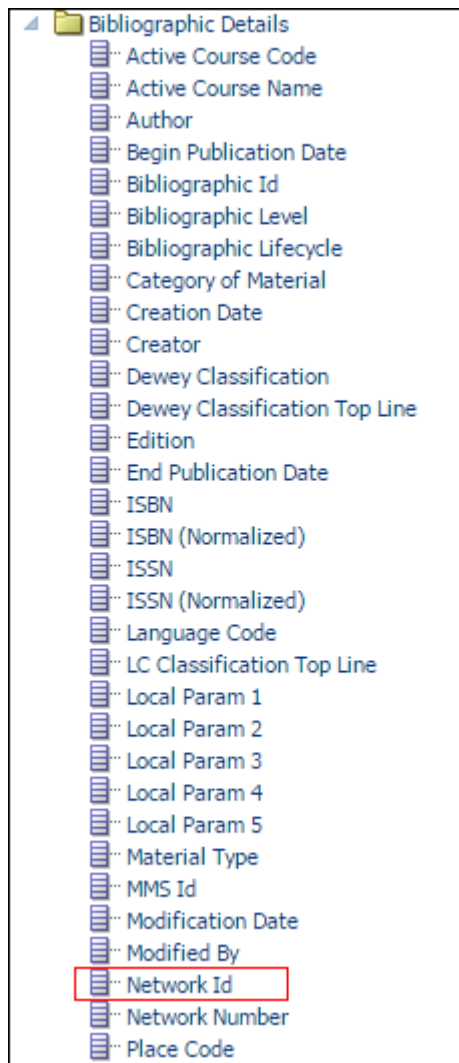 Bibliographic Details
Active Course Code
Active Course Name
Author
Begin Publication Date
Bibliographic Id
Bibliographic Level
Bibliographic Lifecycle
Category of Material
Creation Date
Creator
Dewey Classification
Dewey Classification Top Line
Edition
End Publication Date
ISBN
ISBN (Normalized)
ISSN
ISSN (Normalized)
Language Code
LC Classification Top Line
Local Param 1
Local Param 2
Local Param 3
Local Param 4
Local Param 5
Material Type
MMS Id
Modification Date
Modified By
Network Id
Network Number
Place Code